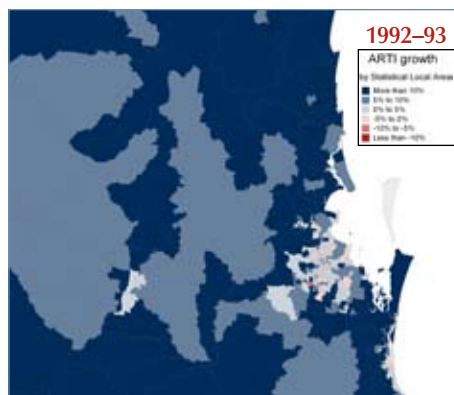 1992–93
ARTI growth
by Statistical Local Areas
More than 10%
5% to 10%
0% to 5%
-5% to 0%
-10% to -5%
Less than -10%